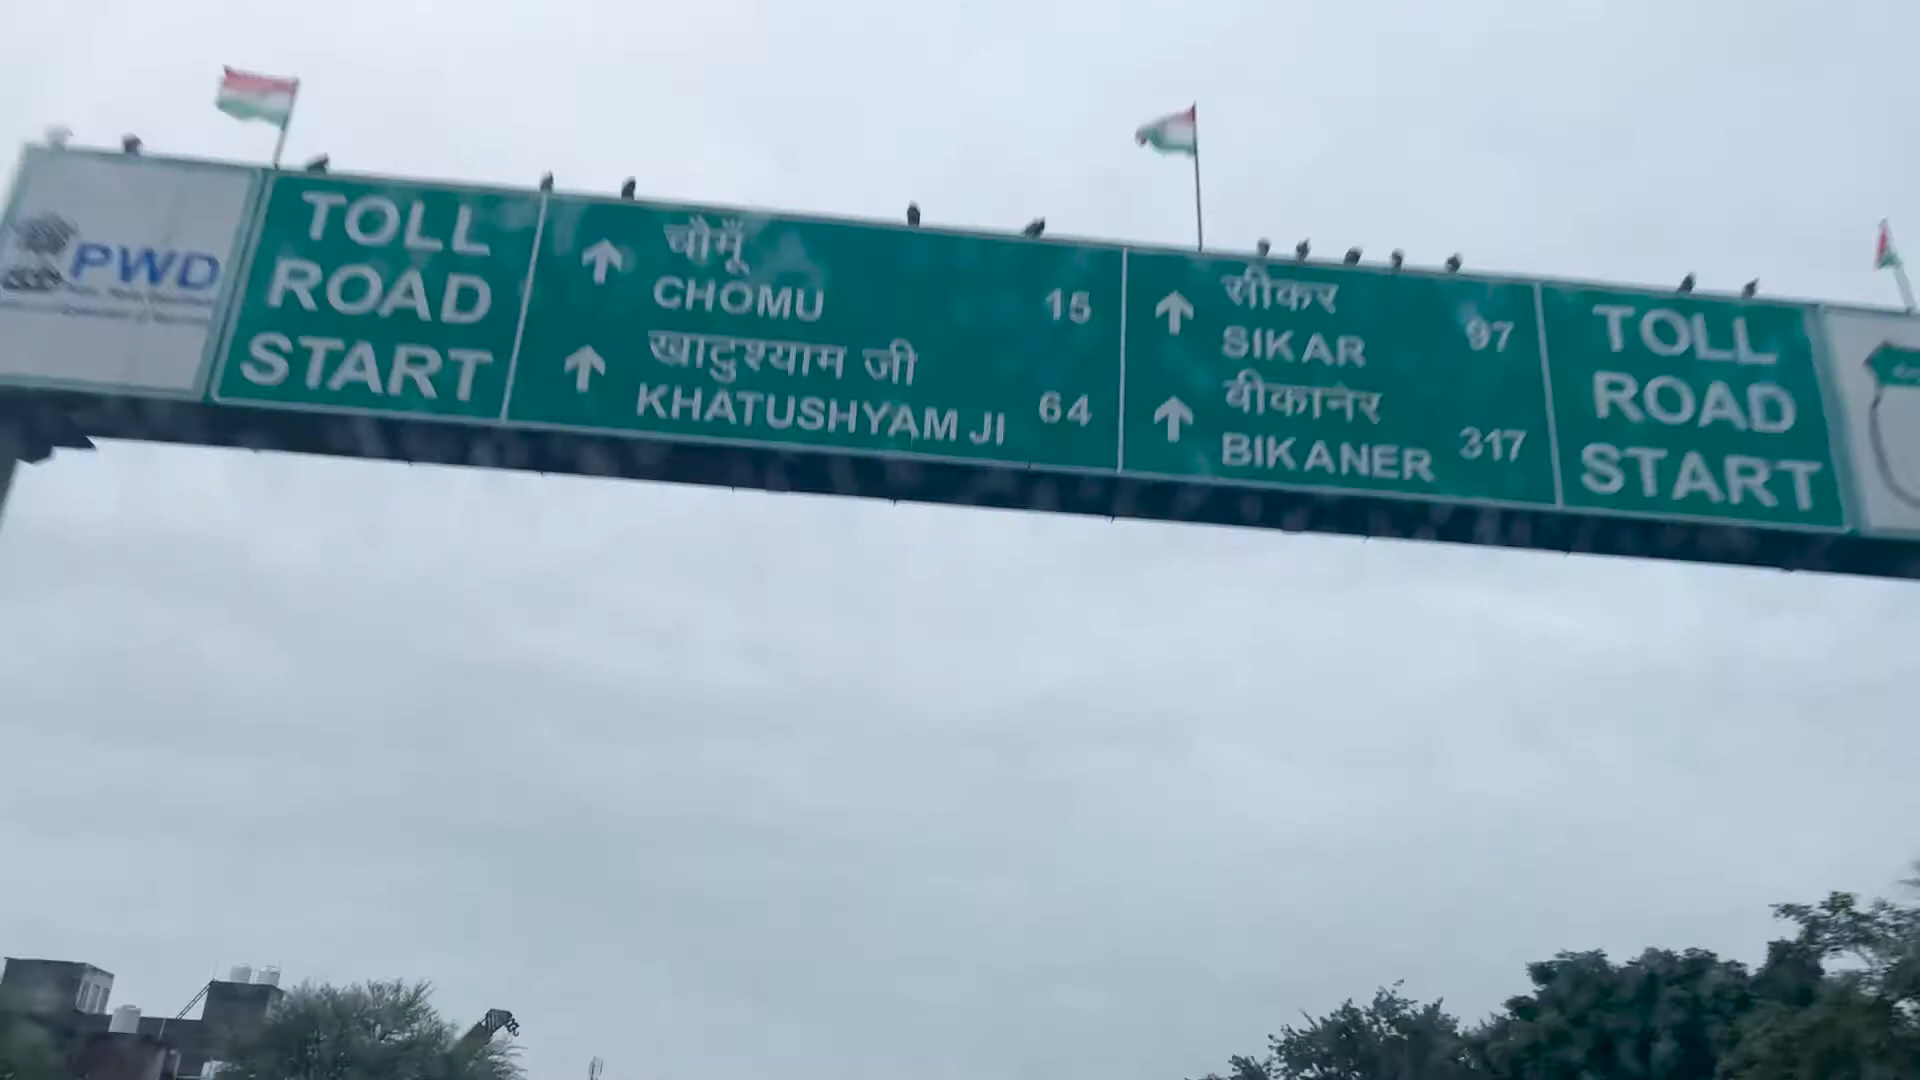 PWD
TOLL
ROAD
START
चौमूँ
CHOMU 15
खाटुश्याम जी
KHATUSHYAM JI 64
सीकर
SIKAR 97
बीकानेर
BIKANER 317
TOLL
ROAD
START